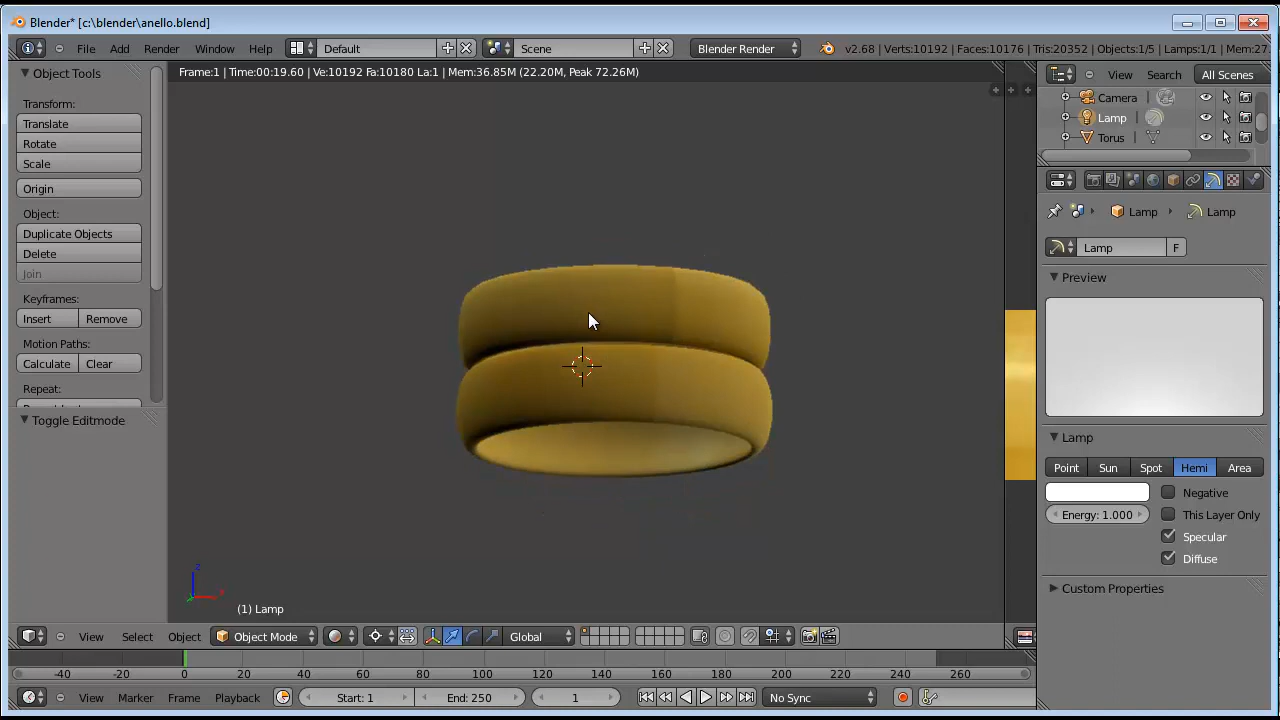 Blender* [c:\blender\anello.blend]
File Add Render Window Help Default Scene Blender Render v2.68 | Verts:10192 | Faces:10176 | Tris:20352 | Objects:1/5 | Lamps:1/1 | Mem:27.
Object Tools
Transform:
Translate
Rotate
Scale
Origin
Object:
Duplicate Objects
Delete
Join
Keyframes:
Insert Remove
Motion Paths:
Calculate Clear
Repeat:
Toggle Editmode
Frame:1 | Time:00:19.60 | Ve:10192 Fa:10180 La:1 | Mem:36.85M (22.20M, Peak 72.26M)
z
x
(1) Lamp
View Select Object Object Mode Global
-40 -20 0 20 40 60 80 100 120 140 160 180 200 220 240 260
View Marker Frame Playback Start: 1 End: 250 1 No Sync
View Search All Scenes
Camera
Lamp
Torus
Lamp Lamp
Lamp F
Preview
Lamp
Point Sun Spot Hemi Area
Negative
Energy: 1.000 This Layer Only
Specular
Diffuse
Custom Properties